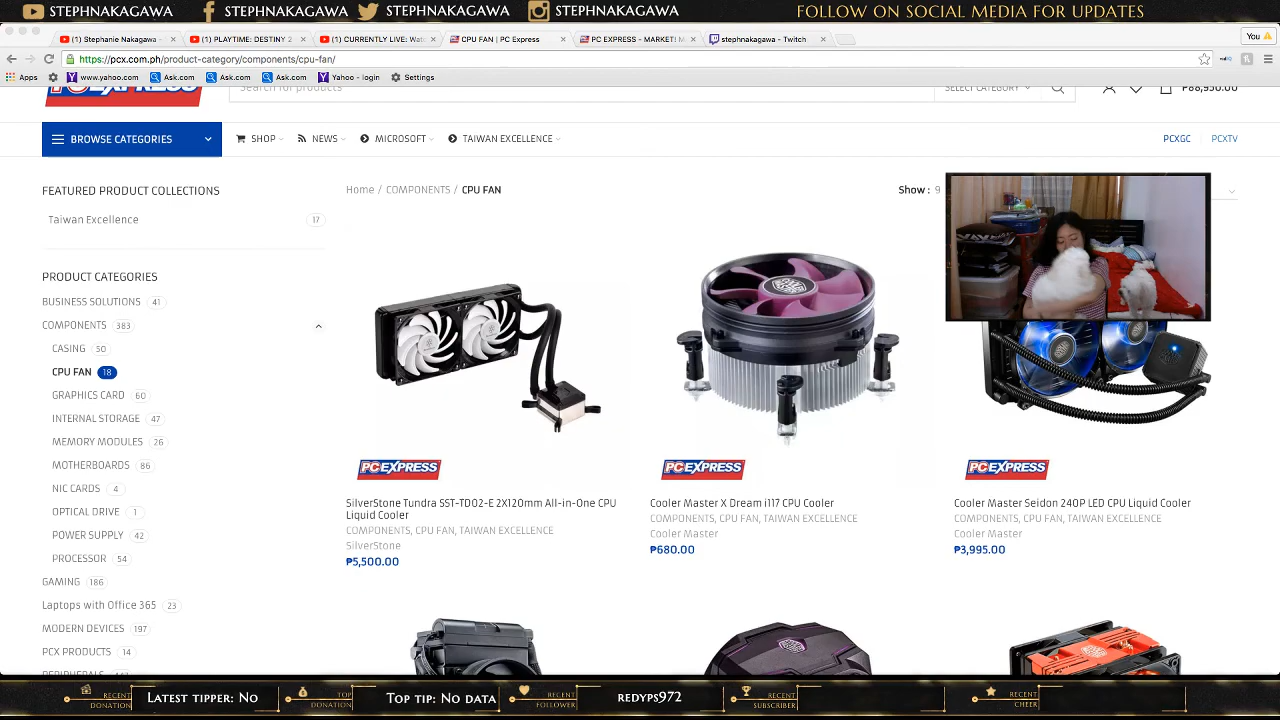 STEPHNAKAGAWA STEPHNAKAGAWA STEPHNAKAGAWA STEPHNAKAGAWA FOLLOW ON SOCIAL MEDIA FOR UPDATES
(1) Stephanie Nakagawa - (1) PLAYTIME: DESTINY 2 (1) CURRENTLY LIVE: CPU FAN | PC Express PC EXPRESS - MARKET! stephnakagawa - Twitch You
https://pcx.com.ph/product-category/components/cpu-fan/
Apps www.yahoo.com Ask.com Ask.com Ask.com Yahoo - login Settings
PC EXPRESS Search for products SELECT CATEGORY ₱88,950.00
BROWSE CATEGORIES SHOP NEWS MICROSOFT TAIWAN EXCELLENCE PCXGC PCXTV
FEATURED PRODUCT COLLECTIONS
Taiwan Excellence 17
PRODUCT CATEGORIES
BUSINESS SOLUTIONS 41
COMPONENTS 383
CASING 50
CPU FAN 18
GRAPHICS CARD 60
INTERNAL STORAGE 47
MEMORY MODULES 26
MOTHERBOARDS 86
NIC CARDS 4
OPTICAL DRIVE 1
POWER SUPPLY 42
PROCESSOR 54
GAMING 186
Laptops with Office 365 23
MODERN DEVICES 197
PCX PRODUCTS 14
PERIPHERALS
Home / COMPONENTS / CPU FAN Show : 9
PC EXPRESS
SilverStone Tundra SST-TD02-E 2X120mm All-in-One CPU
Liquid Cooler
COMPONENTS, CPU FAN, TAIWAN EXCELLENCE
SilverStone
₱5,500.00
PC EXPRESS
Cooler Master X Dream i117 CPU Cooler
COMPONENTS, CPU FAN, TAIWAN EXCELLENCE
Cooler Master
₱680.00
PC EXPRESS
Cooler Master Seidon 240P LED CPU Liquid Cooler
COMPONENTS, CPU FAN, TAIWAN EXCELLENCE
Cooler Master
₱3,995.00
RECENT DONATION LATEST TIPPER: NO TOP DONATION TOP TIP: NO DATA RECENT FOLLOWER REDYPS972 RECENT SUBSCRIBER RECENT CHEER